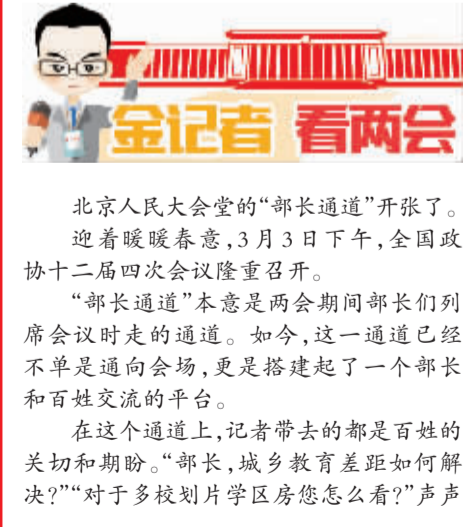 金记者 看两会
北京人民大会堂的“部长通道”开张了。
迎着暖暖春意,3月3日下午,全国政
协十二届四次会议隆重召开。
“部长通道”本意是两会期间部长们列
席会议时走的通道。如今,这一通道已经
不单是通向会场,更是搭建起了一个部长
和百姓交流的平台。
在这个通道上,记者带去的都是百姓的
关切和期盼。“部长,城乡教育差距如何解
决?”“对于多校划片学区房您怎么看?”声声